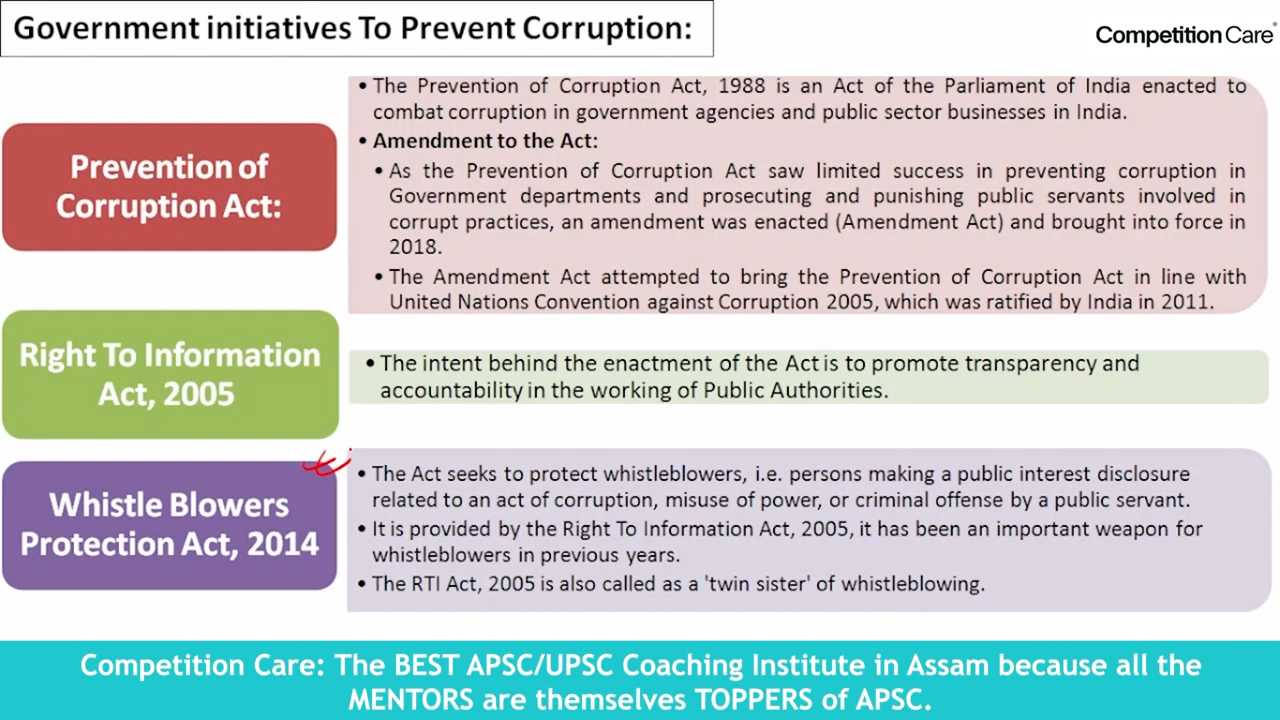 Government initiatives To Prevent Corruption:
Competition Care
Prevention of
Corruption Act:
• The Prevention of Corruption Act, 1988 is an Act of the Parliament of India enacted to
combat corruption in government agencies and public sector businesses in India.
• Amendment to the Act:
• As the Prevention of Corruption Act saw limited success in preventing corruption in
Government departments and prosecuting and punishing public servants involved in
corrupt practices, an amendment was enacted (Amendment Act) and brought into force in
2018.
• The Amendment Act attempted to bring the Prevention of Corruption Act in line with
United Nations Convention against Corruption 2005, which was ratified by India in 2011.
Right To Information
Act, 2005
• The intent behind the enactment of the Act is to promote transparency and
accountability in the working of Public Authorities.
Whistle Blowers
Protection Act, 2014
• The Act seeks to protect whistleblowers, i.e. persons making a public interest disclosure
related to an act of corruption, misuse of power, or criminal offense by a public servant.
• It is provided by the Right To Information Act, 2005, it has been an important weapon for
whistleblowers in previous years.
• The RTI Act, 2005 is also called as a 'twin sister' of whistleblowing.
Competition Care: The BEST APSC/UPSC Coaching Institute in Assam because all the
MENTORS are themselves TOPPERS of APSC.